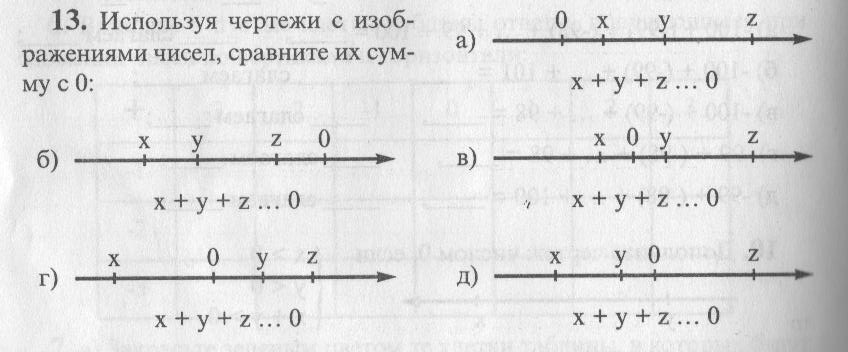 13. Используя чертежи с изоб-
ражениями чисел, сравните их сум-
му с 0:
а) 0 x y z
x + y + z ... 0
б) x y z 0
x + y + z ... 0
в) x 0 y z
x + y + z ... 0
г) x 0 y z
x + y + z ... 0
д) x y 0 z
x + y + z ... 0